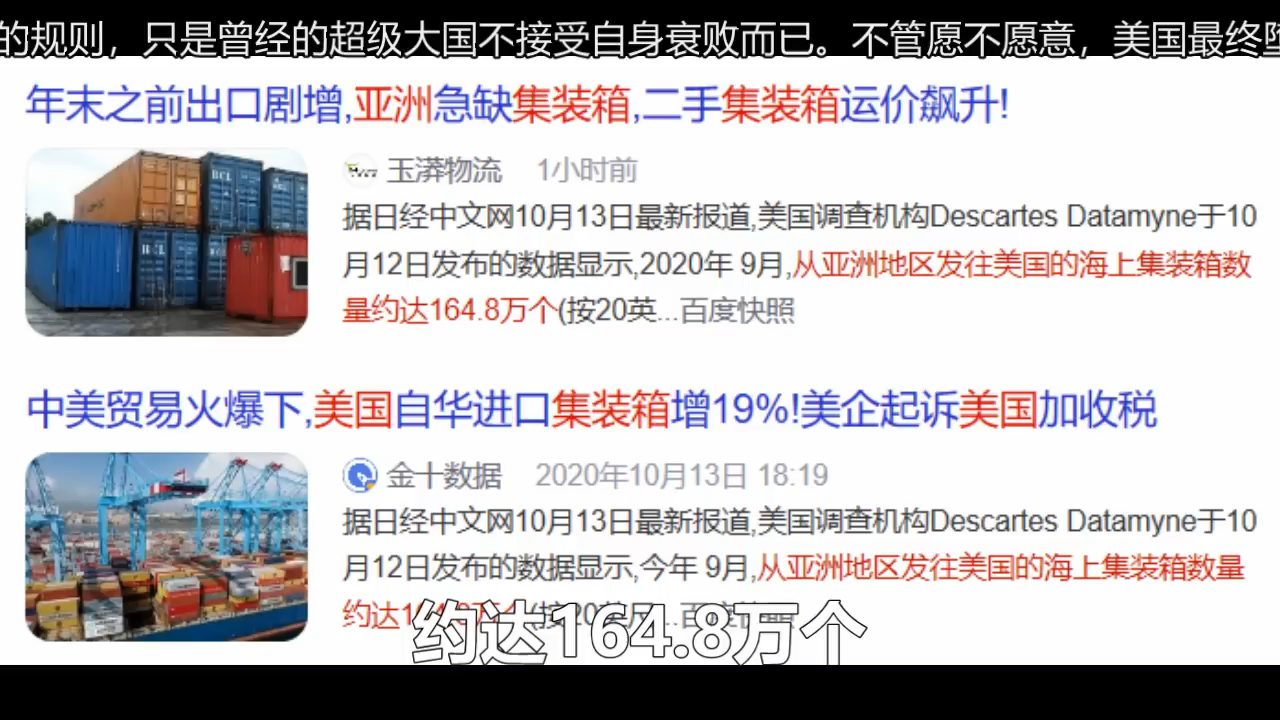 的规则，只是曾经的超级大国不接受自身衰败而已。不管愿不愿意，美国最终
年末之前出口剧增,亚洲急缺集装箱,二手集装箱运价飙升!
玉漭物流 1小时前
据日经中文网10月13日最新报道,美国调查机构Descartes Datamyne于10
月12日发布的数据显示,2020年 9月,从亚洲地区发往美国的海上集装箱数
量约达164.8万个(按20英...百度快照
中美贸易火爆下,美国自华进口集装箱增19%!美企起诉美国加收税
金十数据 2020年10月13日 18:19
据日经中文网10月13日最新报道,美国调查机构Descartes Datamyne于10
月12日发布的数据显示,今年 9月,从亚洲地区发往美国的海上集装箱数量
约达
约达164.8万个